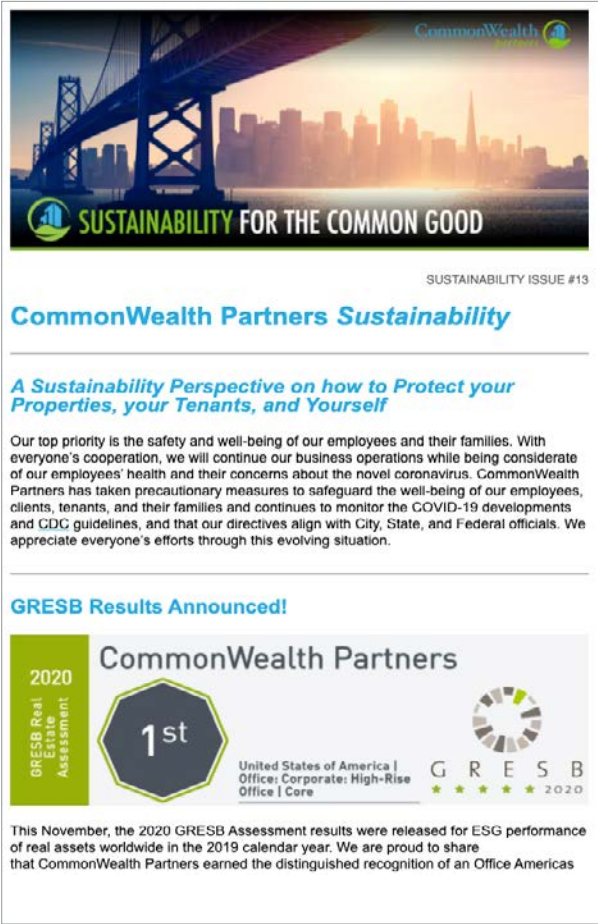 CommonWealth
partners
SUSTAINABILITY FOR THE COMMON GOOD
SUSTAINABILITY ISSUE #13
CommonWealth Partners Sustainability
A Sustainability Perspective on how to Protect your
Properties, your Tenants, and Yourself
Our top priority is the safety and well-being of our employees and their families. With
everyone's cooperation, we will continue our business operations while being considerate
of our employees' health and their concerns about the novel coronavirus. CommonWealth
Partners has taken precautionary measures to safeguard the well-being of our employees,
clients, tenants, and their families and continues to monitor the COVID-19 developments
and CDC guidelines, and that our directives align with City, State, and Federal officials. We
appreciate everyone's efforts through this evolving situation.
GRESB Results Announced!
2020
GRESB Real
Estate
Assessment
CommonWealth Partners
1st
United States of America |
Office: Corporate: High-Rise
Office | Core
G R E S B
★ ★ ★ ★ ★ 2020
This November, the 2020 GRESB Assessment results were released for ESG performance
of real assets worldwide in the 2019 calendar year. We are proud to share
that CommonWealth Partners earned the distinguished recognition of an Office Americas